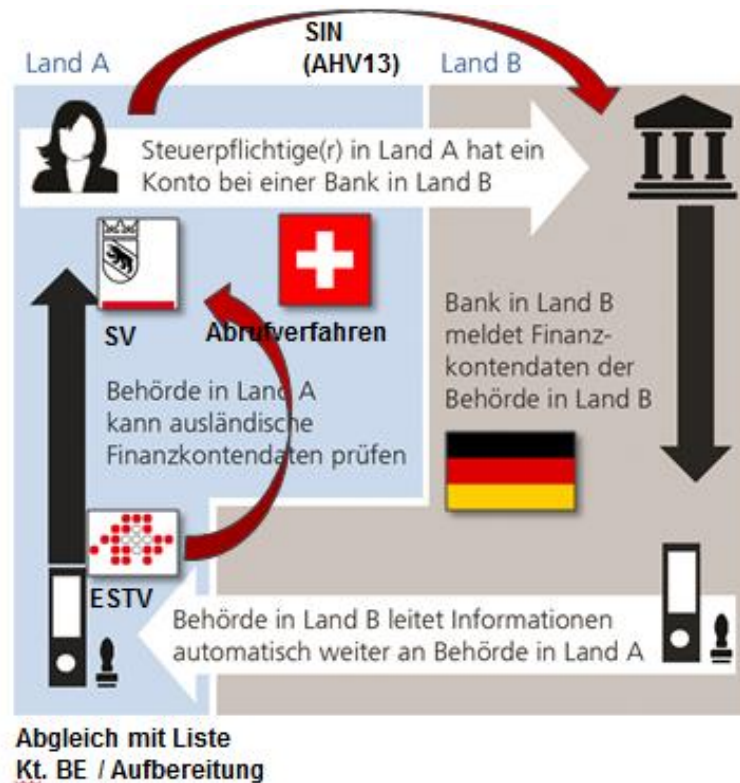 SIN
(AHV13)
Land A
Land B
Steuerpflichtige(r) in Land A hat ein
Konto bei einer Bank in Land B
SV
Abrufverfahren
Bank in Land B
meldet Finanz-
kontendaten der
Behörde in Land B
Behörde in Land A
kann ausländische
Finanzkontendaten prüfen
ESTV
Behörde in Land B leitet Informationen
automatisch weiter an Behörde in Land A
Abgleich mit Liste
Kt. BE / Aufbereitung